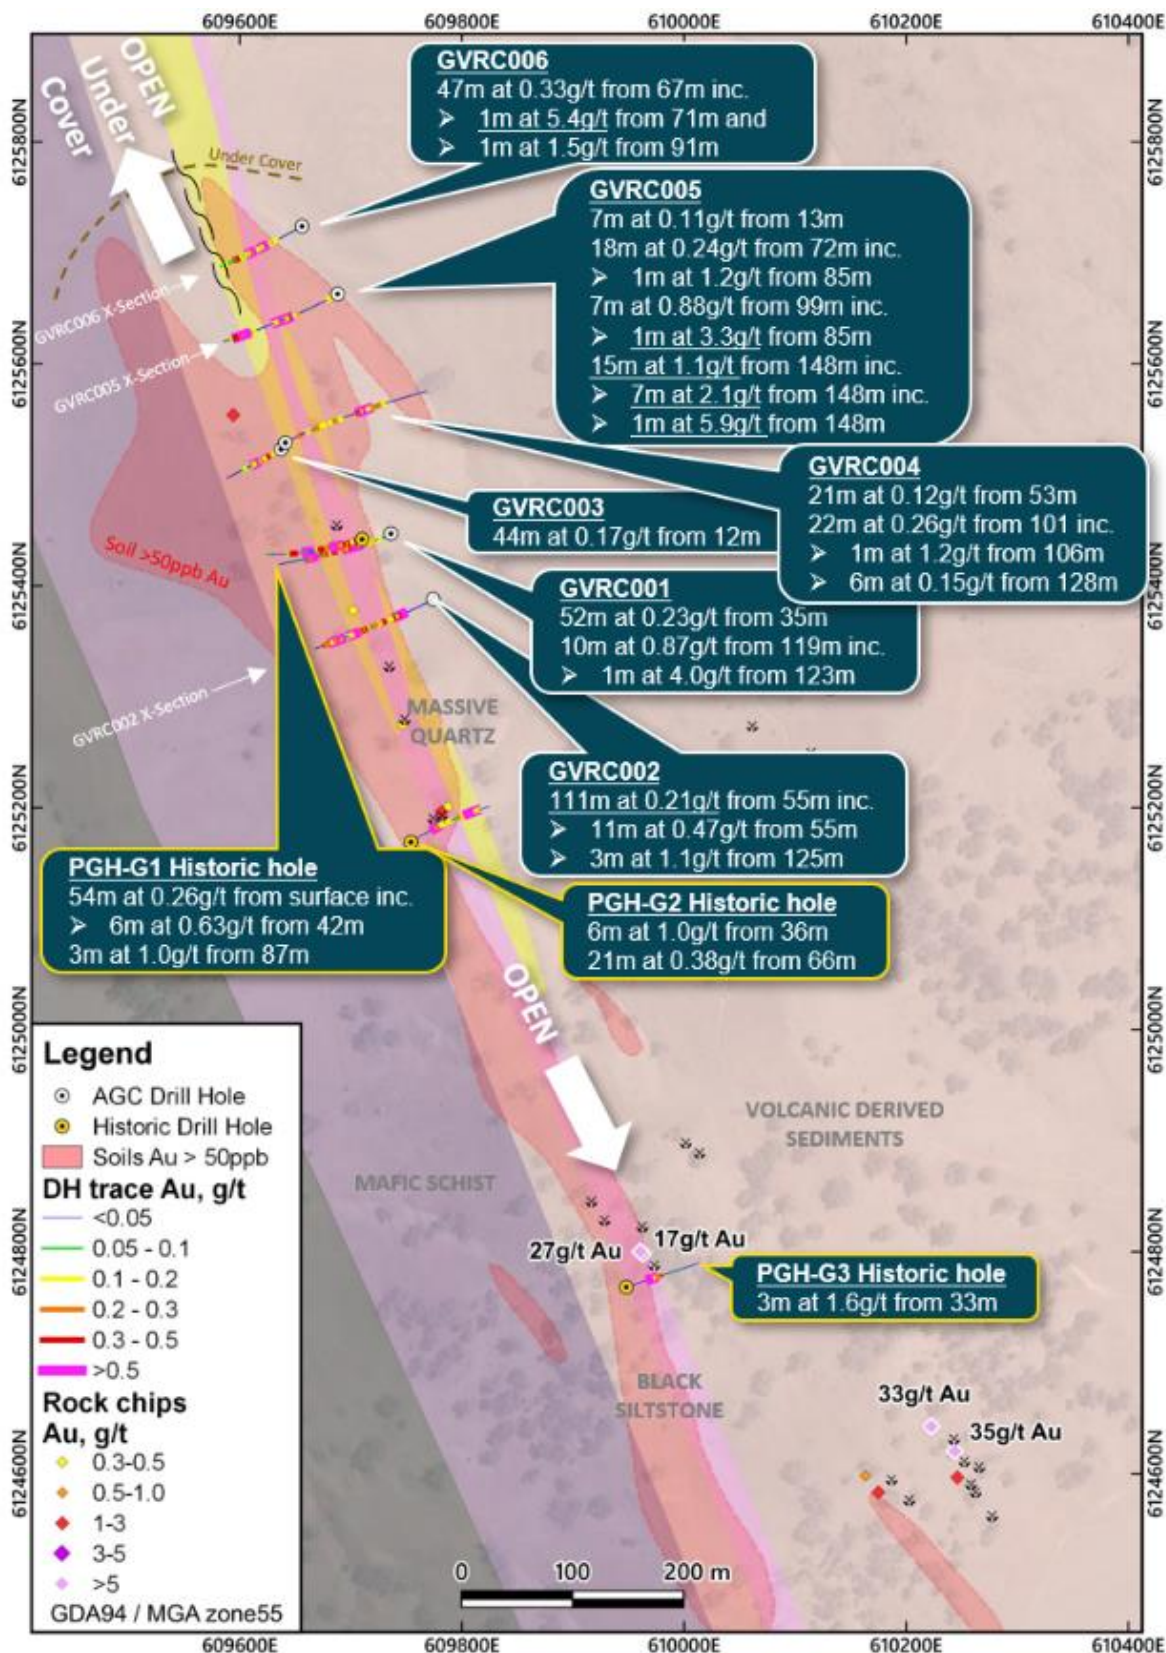 609600E
609800E
610000E
610200E
610400E
6125800N
6125600N
6125400N
6125200N
6125000N
6124800N
6124600N
6125800N
6125600N
6125400N
6125200N
6125000N
6124800N
6124600N
OPEN
Under
Cover
Under Cover
GVRC006
47m at 0.33g/t from 67m inc.
➢ 1m at 5.4g/t from 71m and
➢ 1m at 1.5g/t from 91m
GVRC005
7m at 0.11g/t from 13m
18m at 0.24g/t from 72m inc.
➢ 1m at 1.2g/t from 85m
7m at 0.88g/t from 99m inc.
➢ 1m at 3.3g/t from 85m
15m at 1.1g/t from 148m inc.
➢ 7m at 2.1g/t from 148m inc.
➢ 1m at 5.9g/t from 148m
GVRC006 X-Section
GVRC005 X-Section
GVRC004
21m at 0.12g/t from 53m
22m at 0.26g/t from 101 inc.
➢ 1m at 1.2g/t from 106m
➢ 6m at 0.15g/t from 128m
GVRC003
44m at 0.17g/t from 12m
Soil >50ppb Au
GVRC001
52m at 0.23g/t from 35m
10m at 0.87g/t from 119m inc.
➢ 1m at 4.0g/t from 123m
GVRC002 X-Section
MASSIVE
QUARTZ
GVRC002
111m at 0.21g/t from 55m inc.
➢ 11m at 0.47g/t from 55m
➢ 3m at 1.1g/t from 125m
PGH-G1 Historic hole
54m at 0.26g/t from surface inc.
➢ 6m at 0.63g/t from 42m
3m at 1.0g/t from 87m
PGH-G2 Historic hole
6m at 1.0g/t from 36m
21m at 0.38g/t from 66m
OPEN
VOLCANIC DERIVED
SEDIMENTS
MAFIC SCHIST
27g/t Au
17g/t Au
PGH-G3 Historic hole
3m at 1.6g/t from 33m
BLACK
SILTSTONE
33g/t Au
35g/t Au
Legend
AGC Drill Hole
Historic Drill Hole
Soils Au > 50ppb
DH trace Au, g/t
<0.05
0.05 - 0.1
0.1 - 0.2
0.2 - 0.3
0.3 - 0.5
>0.5
Rock chips
Au, g/t
0.3-0.5
0.5-1.0
1-3
3-5
>5
GDA94 / MGA zone55
0 100 200 m
609600E
609800E
610000E
610200E
610400E